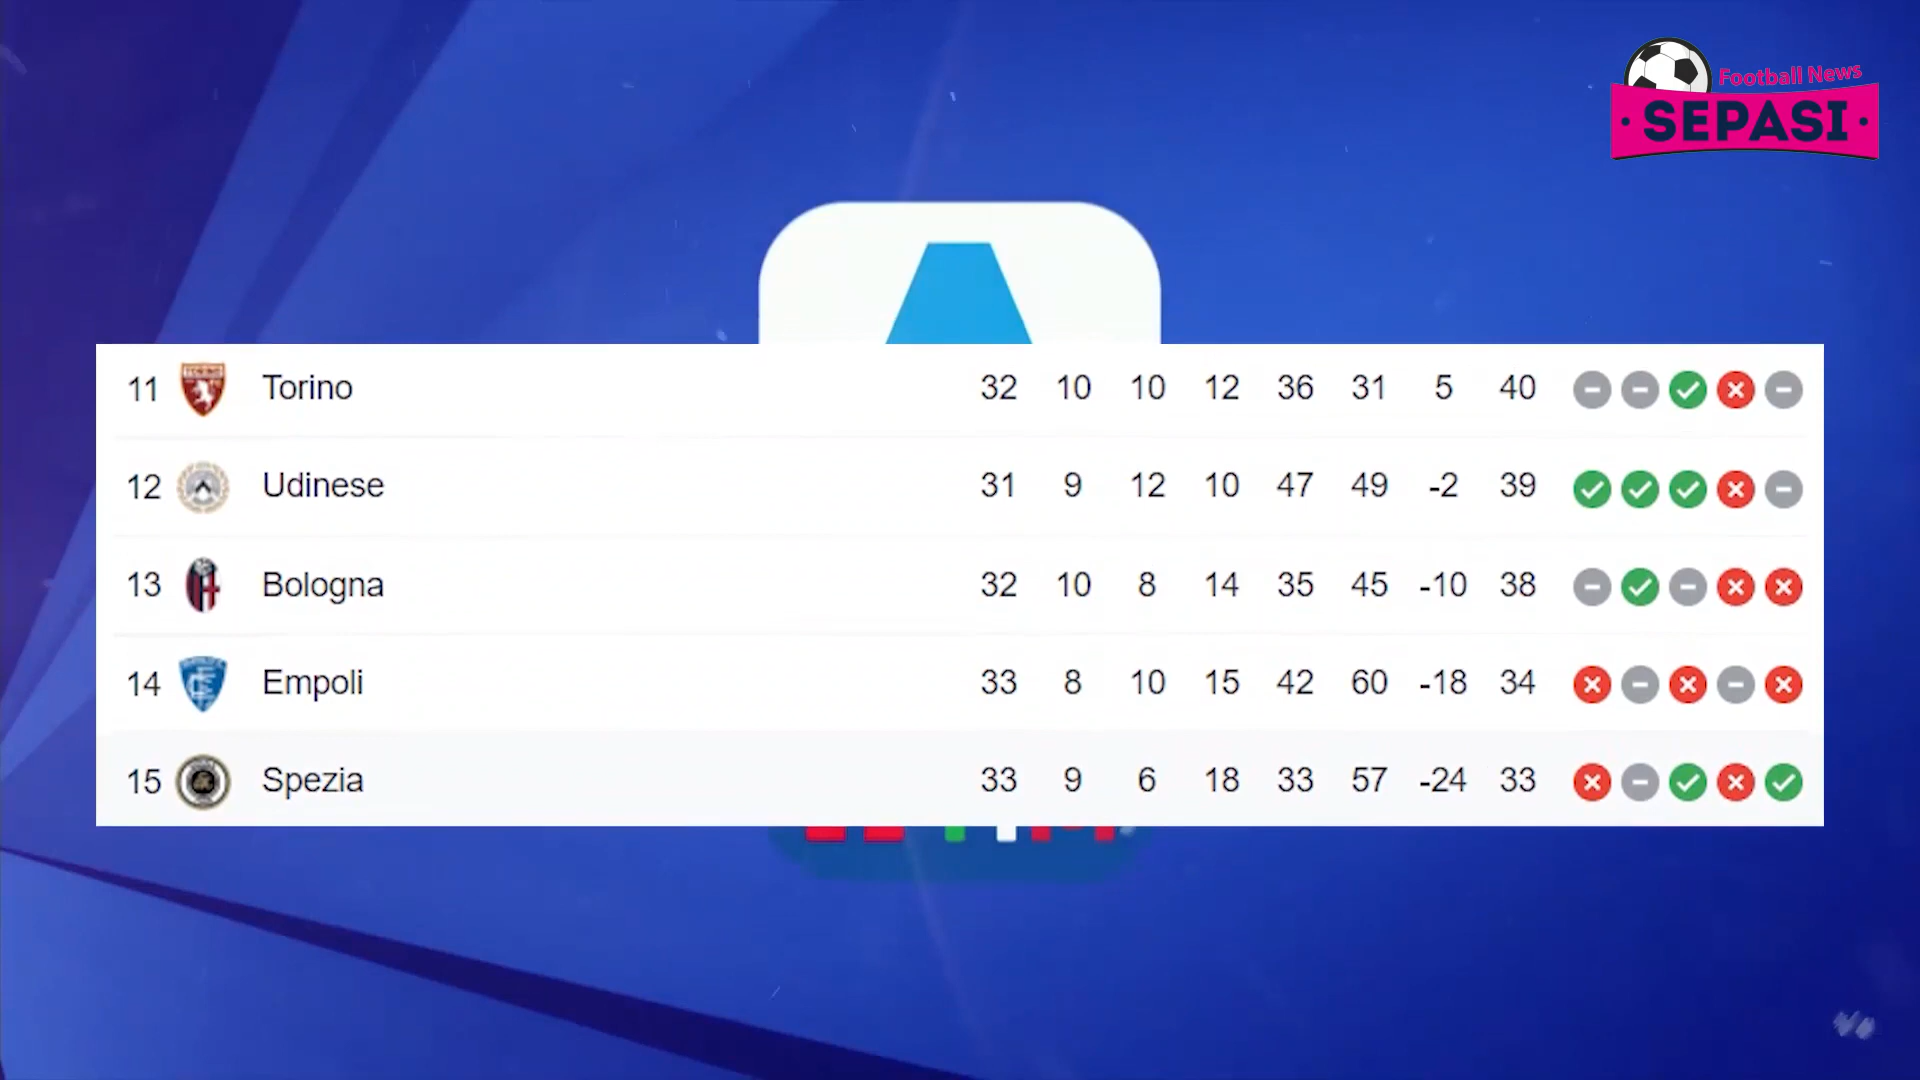 Football News
SEPASI
11 Torino 32 10 10 12 36 31 5 40
12 Udinese 31 9 12 10 47 49 -2 39
13 Bologna 32 10 8 14 35 45 -10 38
14 Empoli 33 8 10 15 42 60 -18 34
15 Spezia 33 9 6 18 33 57 -24 33